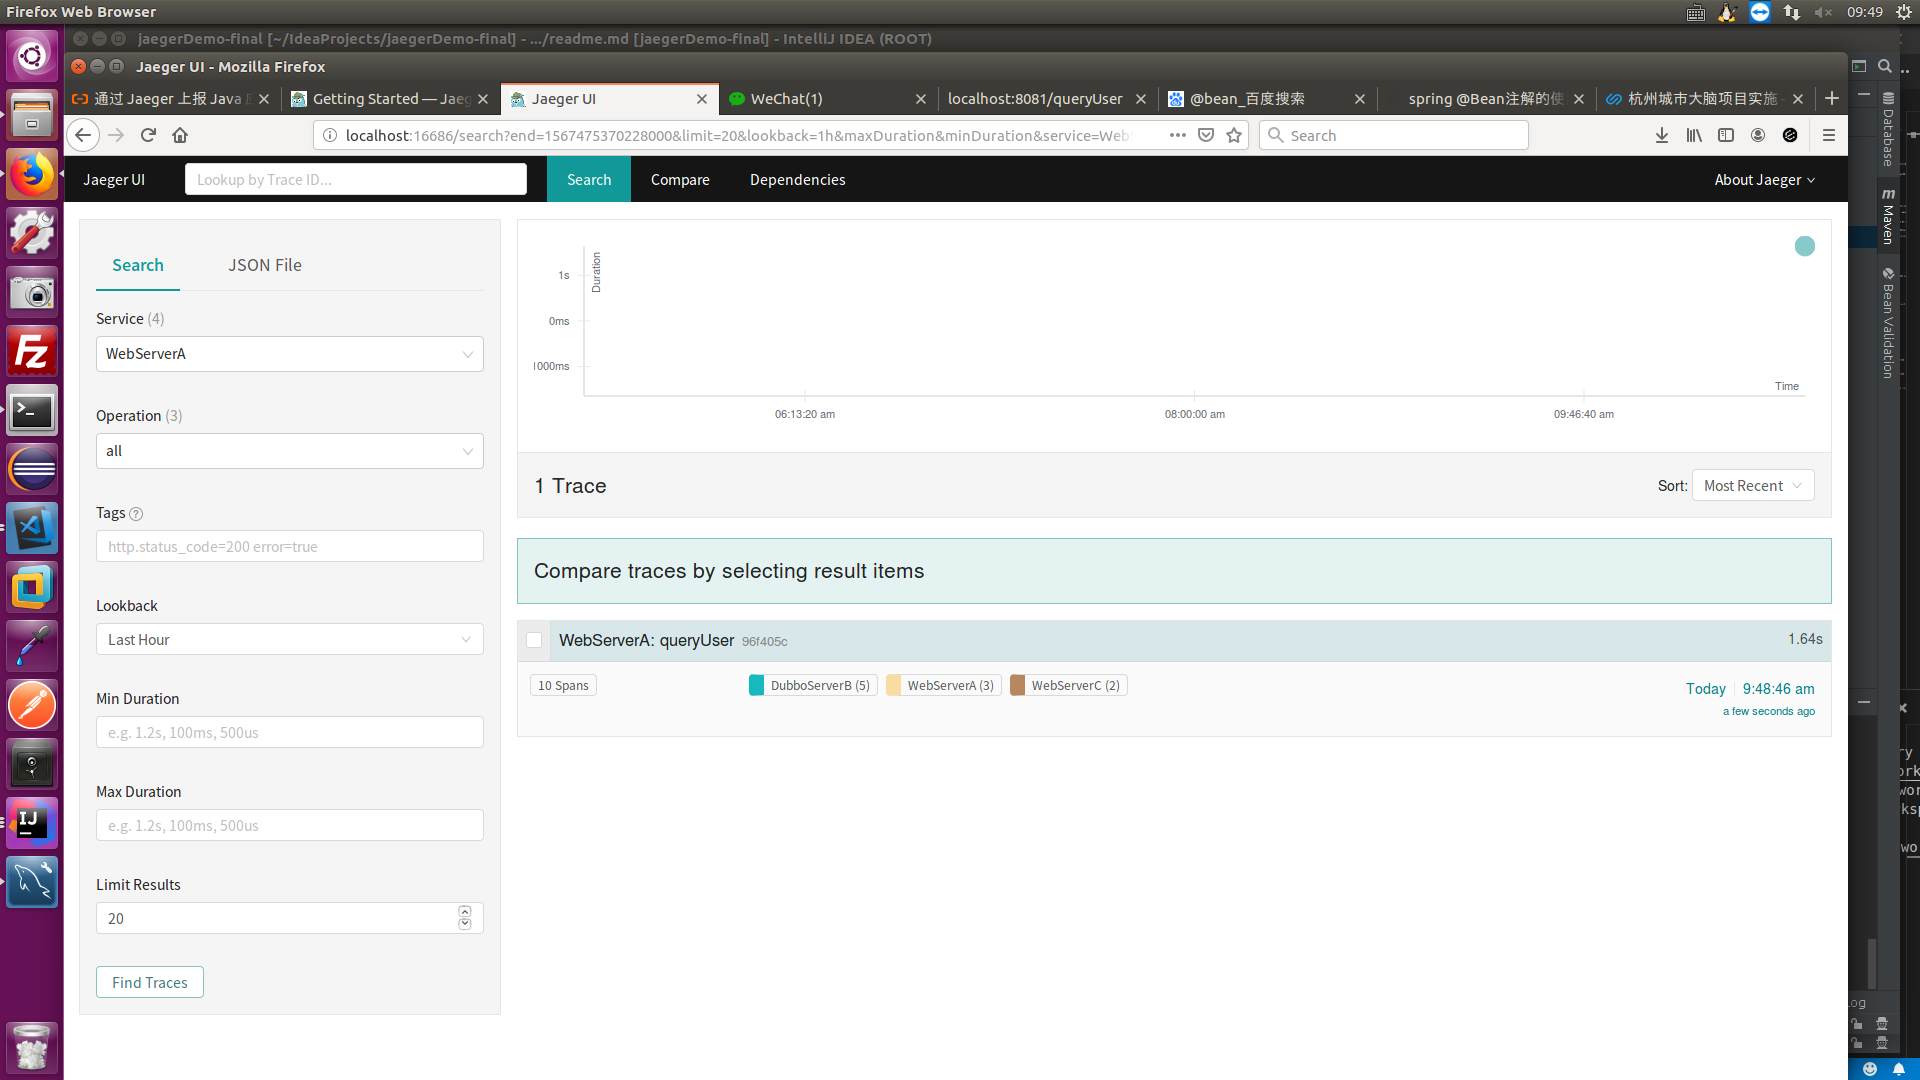 Firefox Web Browser
09:49
jaegerDemo-final [~/IdeaProjects/jaegerDemo-final] - .../readme.md [jaegerDemo-final] - IntelliJ IDEA (ROOT)
Jaeger UI - Mozilla Firefox
通过 Jaeger 上报 Java
Getting Started — Jaeg
Jaeger UI
WeChat(1)
localhost:8081/queryUser
@bean_百度搜索
spring @Bean注解的使
杭州城市大脑项目实施
localhost:16686/search?end=1567475370228000&limit=20&lookback=1h&maxDuration&minDuration&service=Web
Search
Jaeger UI
Lookup by Trace ID...
Search
Compare
Dependencies
About Jaeger
Search
JSON File
Service (4)
WebServerA
Operation (3)
all
Tags
http.status_code=200 error=true
Lookback
Last Hour
Min Duration
e.g. 1.2s, 100ms, 500us
Max Duration
e.g. 1.2s, 100ms, 500us
Limit Results
20
Find Traces
Duration
1s
0ms
1000ms
Time
06:13:20 am
08:00:00 am
09:46:40 am
1 Trace
Sort: Most Recent
Compare traces by selecting result items
WebServerA: queryUser 96f405c
1.64s
10 Spans
DubboServerB (5)
WebServerA (3)
WebServerC (2)
Today 9:48:46 am
a few seconds ago
Database
m Maven
Bean Validation